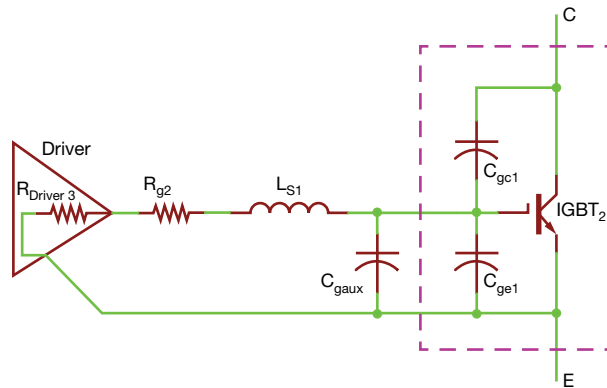 C
Driver
R_Driver 3
R_g2
L_S1
C_gc1
IGBT_2
C_gaux
C_ge1
E